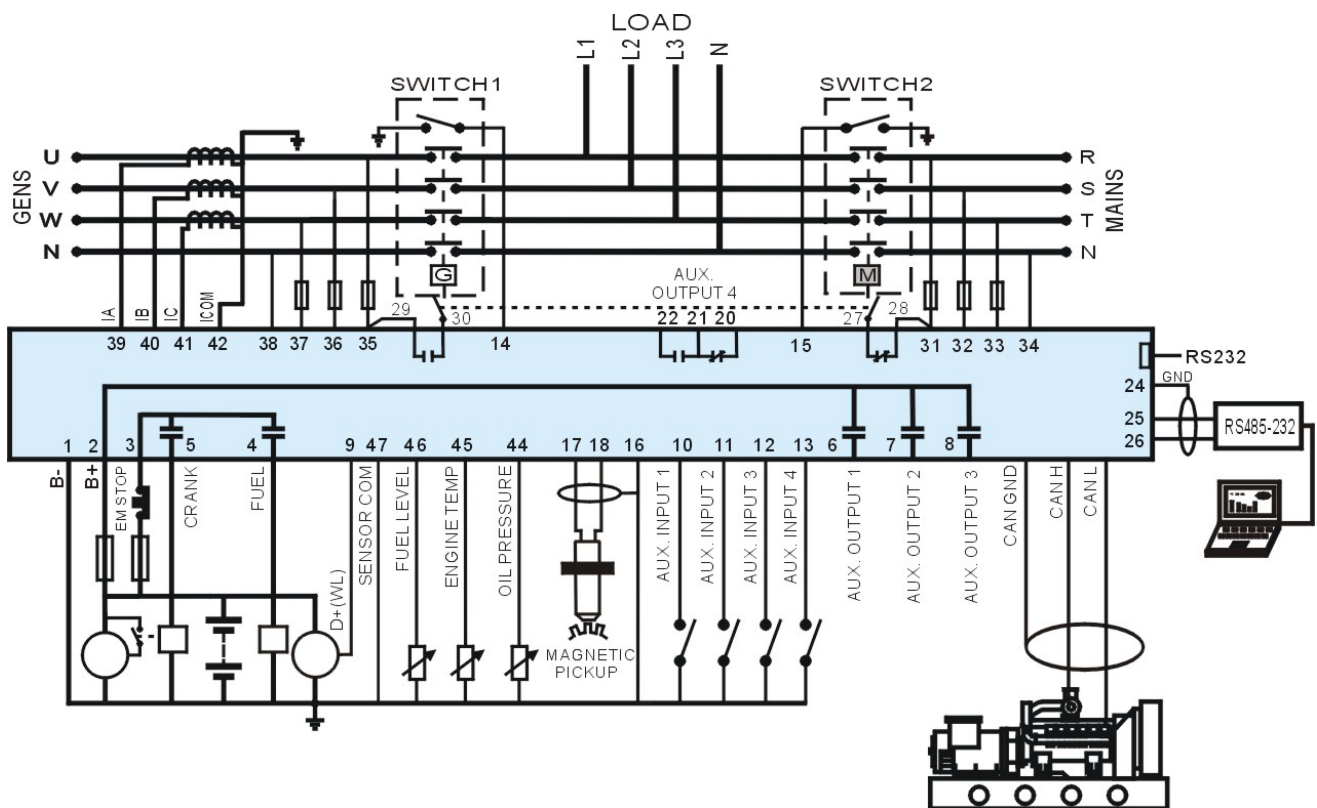 LOAD
L1
L2
L3
N
SWITCH1
SWITCH2
GENS
U
V
W
N
R
S
T
N
MAINS
G
M
AUX.
OUTPUT 4
IA
IB
IC
ICOM
29
30
22 21 20
27
28
39 40 41 42 38 37 36 35 14 15 31 32 33 34
RS232
GND
24
25
26
RS485-232
1 2 3 5 4 9 47 46 45 44 17 18 16 10 11 12 13 6 7 8
B-
B+
EM STOP
CRANK
FUEL
D+(WL)
SENSOR COM
FUEL LEVEL
ENGINE TEMP
OIL PRESSURE
MAGNETIC
PICKUP
AUX. INPUT 1
AUX. INPUT 2
AUX. INPUT 3
AUX. INPUT 4
AUX. OUTPUT 1
AUX. OUTPUT 2
AUX. OUTPUT 3
CAN GND
CAN H
CAN L